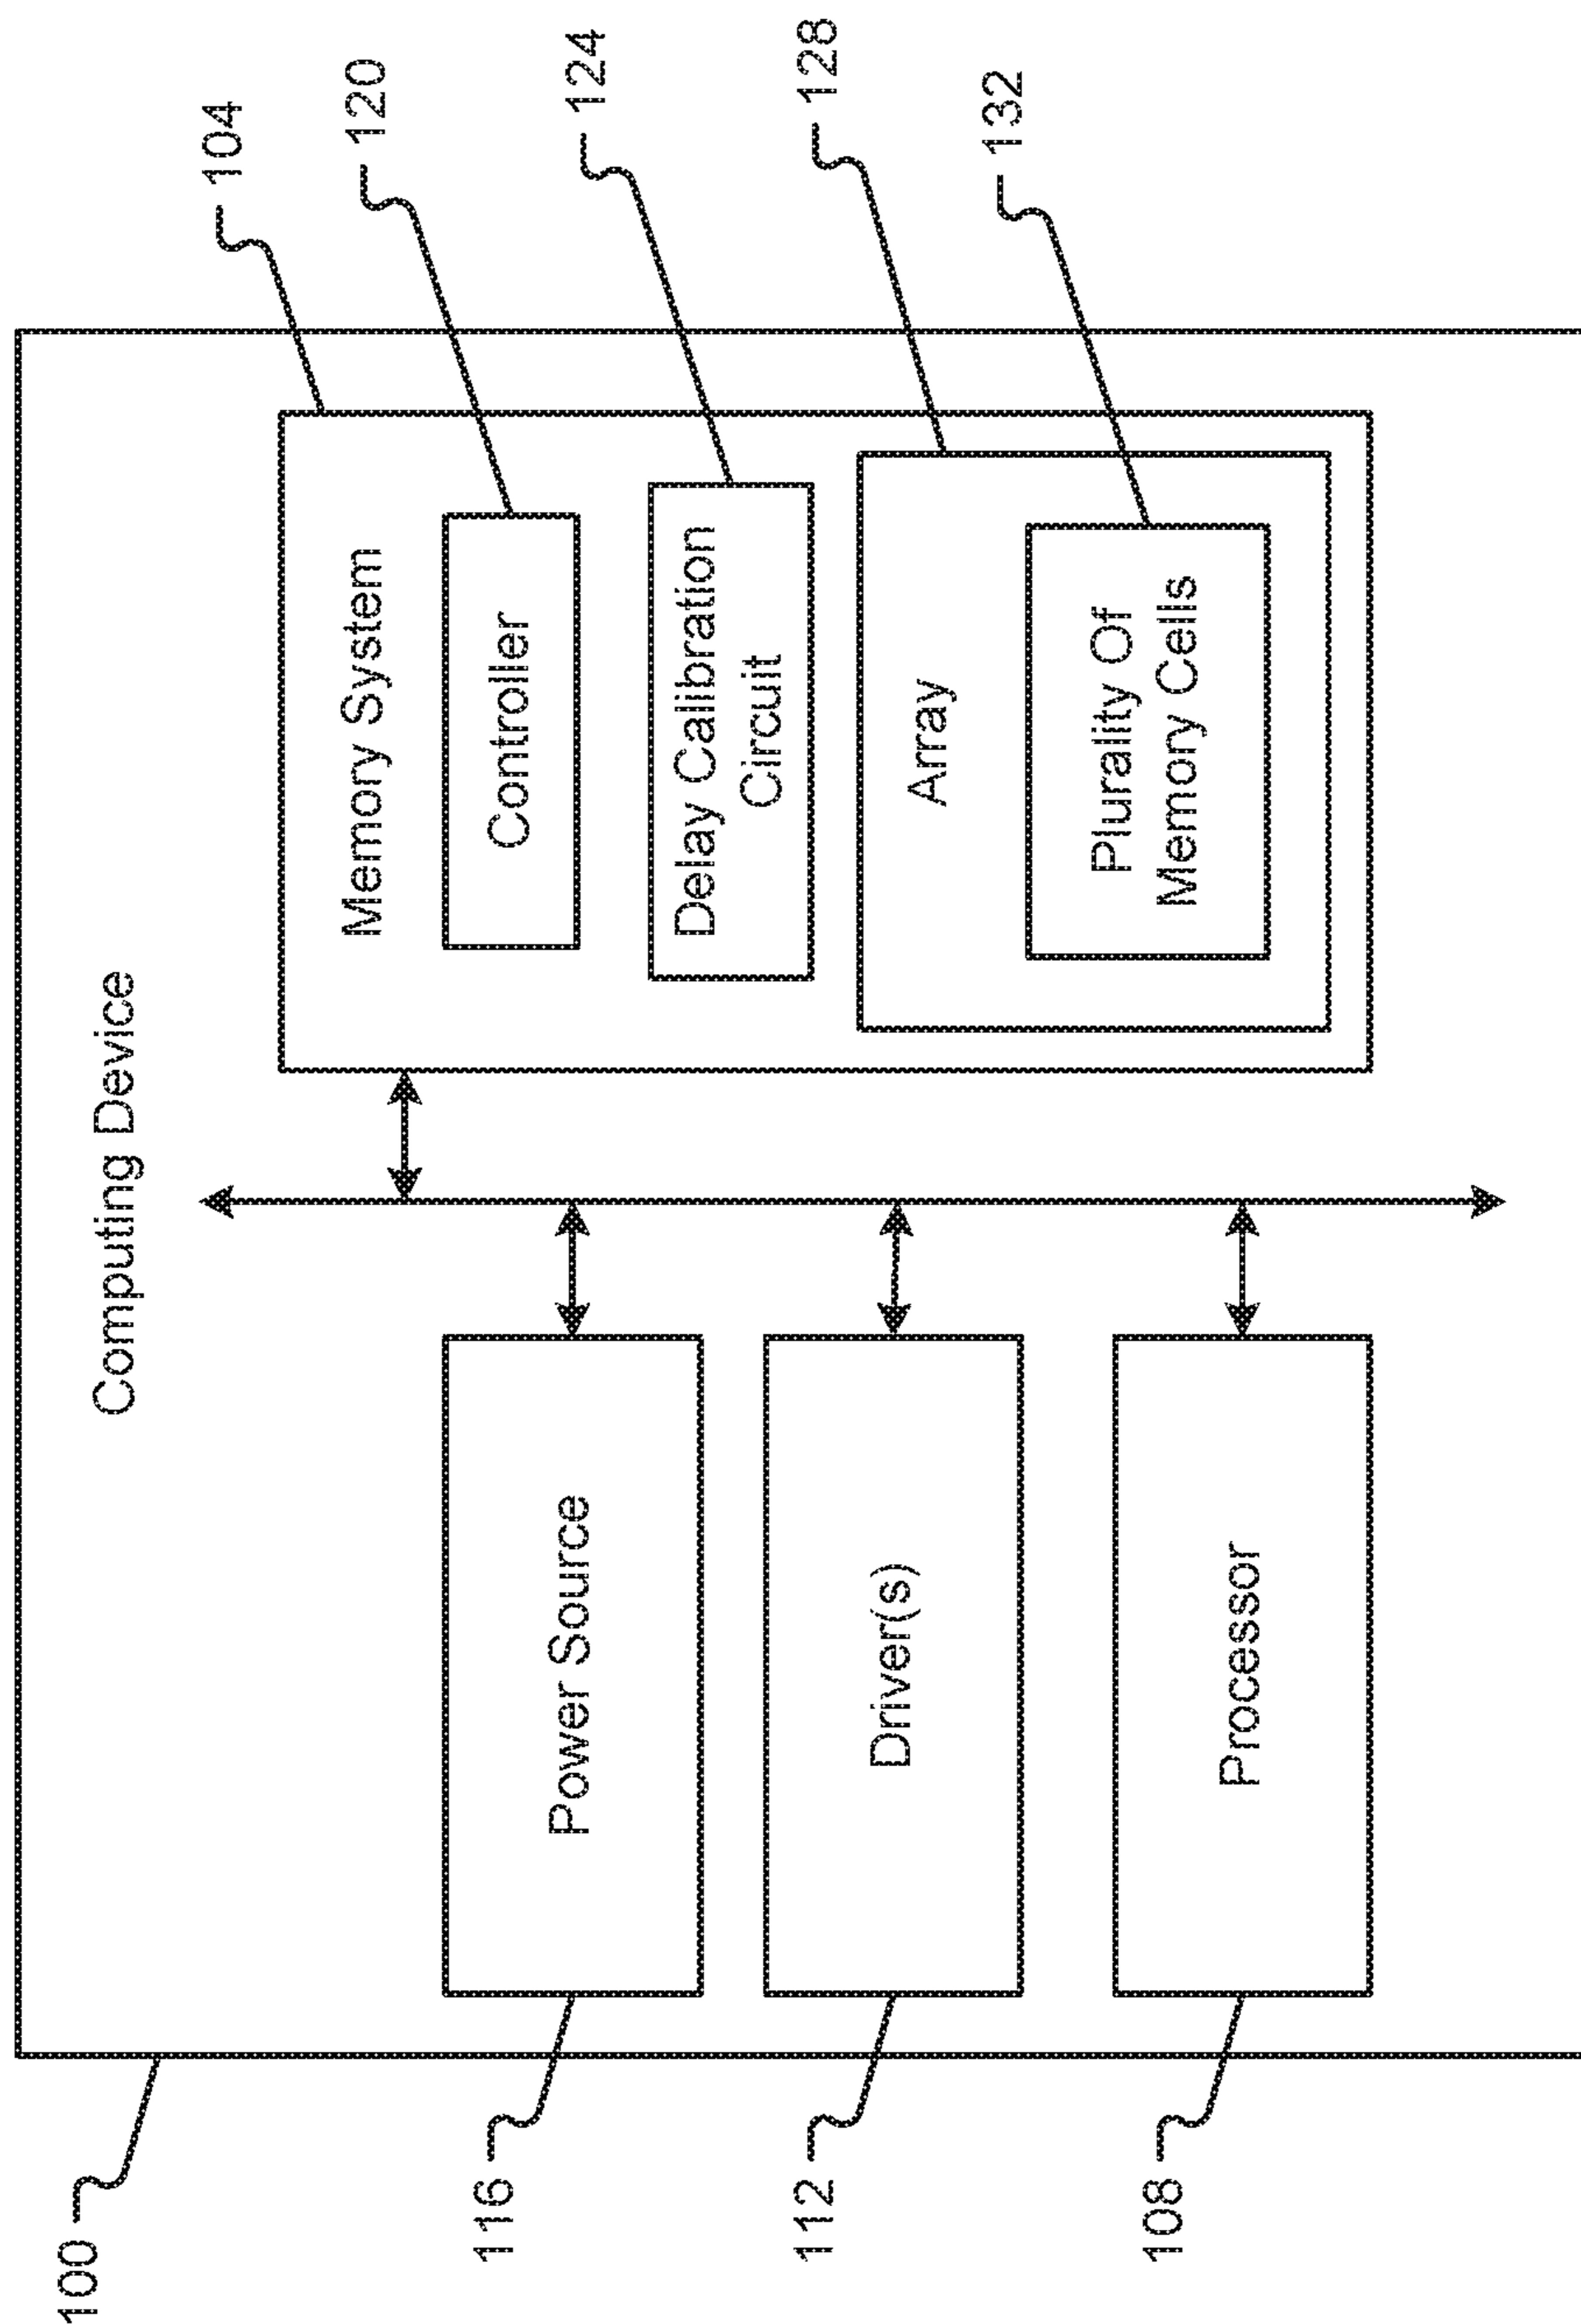 Computing Device
100
104
Memory System
120
Controller
116
Power Source
124
Delay Calibration
Circuit
112
Driver(s)
128
Array
132
Plurality Of
Memory Cells
108
Processor